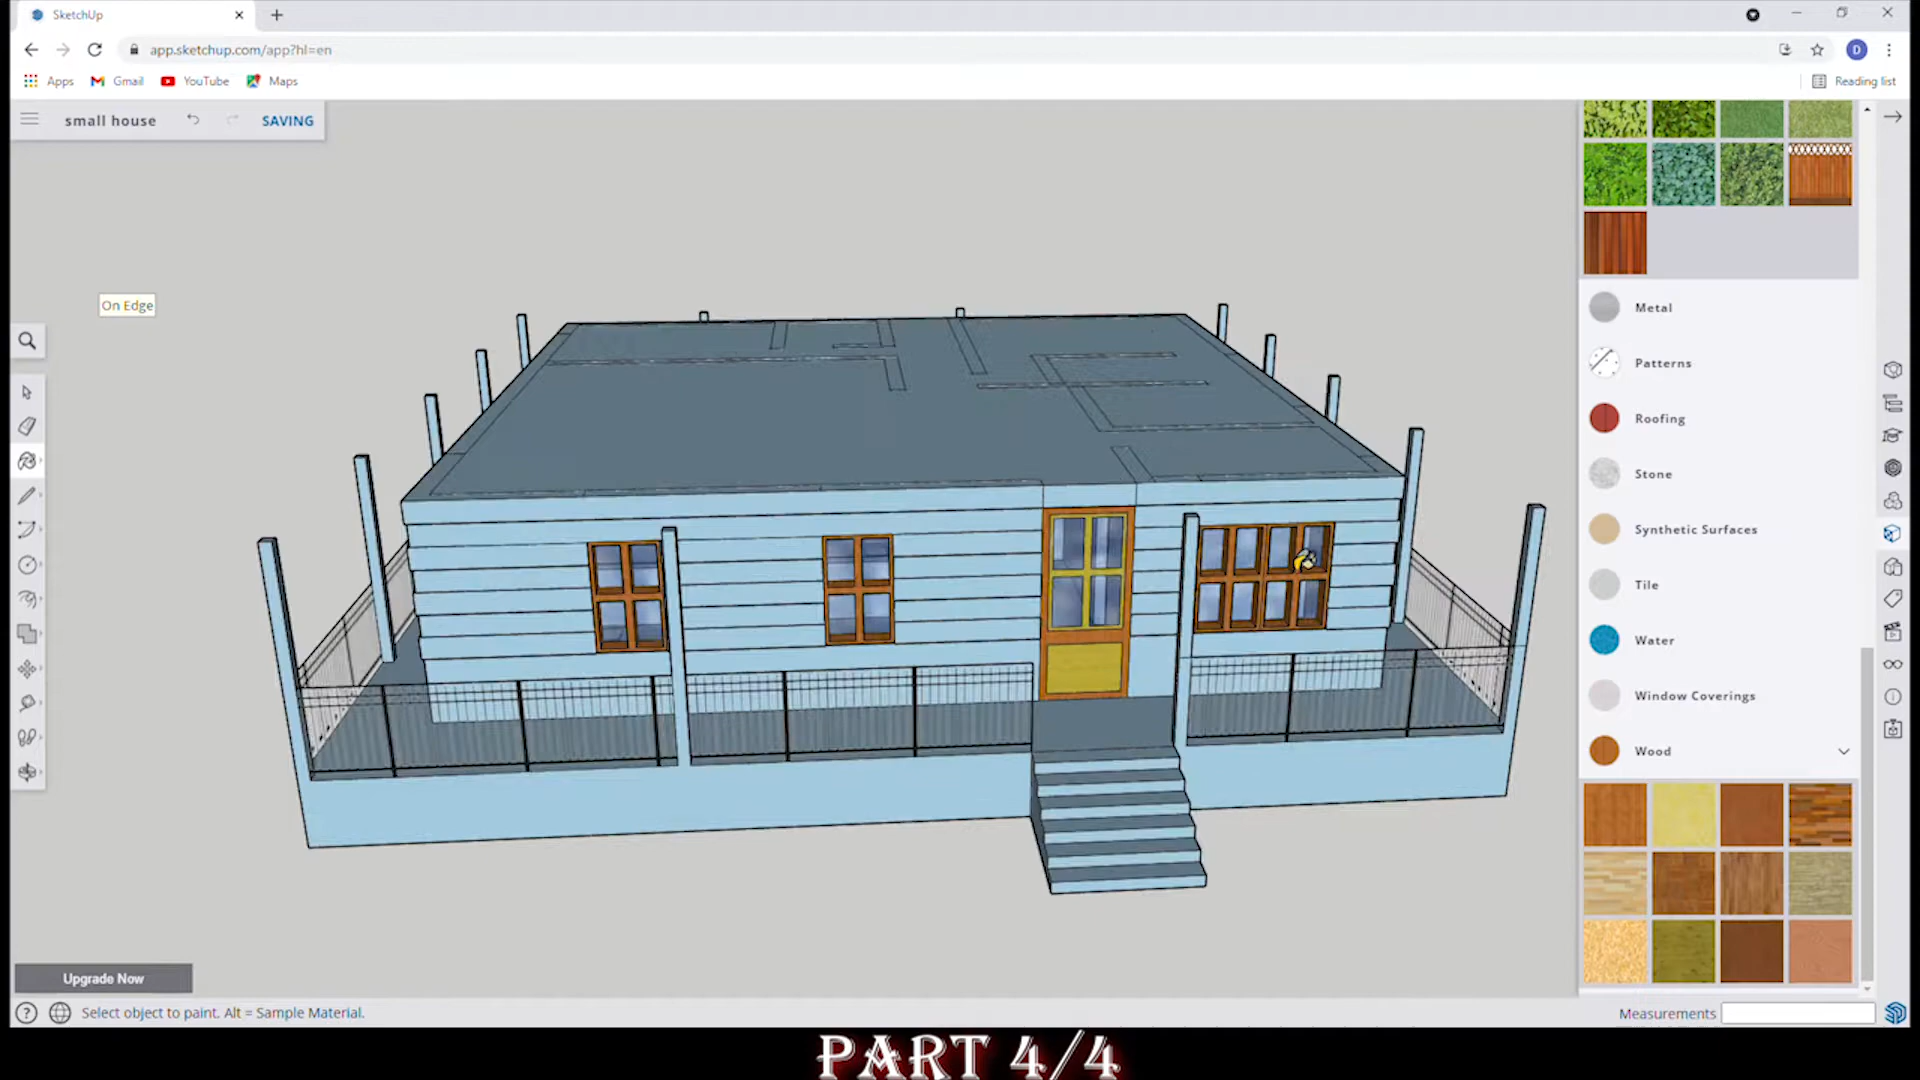 SketchUp
app.sketchup.com/app?hl=en
Apps Gmail YouTube Maps Reading list
small house SAVING
On Edge
Metal
Patterns
Roofing
Stone
Synthetic Surfaces
Tile
Water
Window Coverings
Wood
Upgrade Now
Select object to paint. Alt = Sample Material. Measurements
PART 4/4